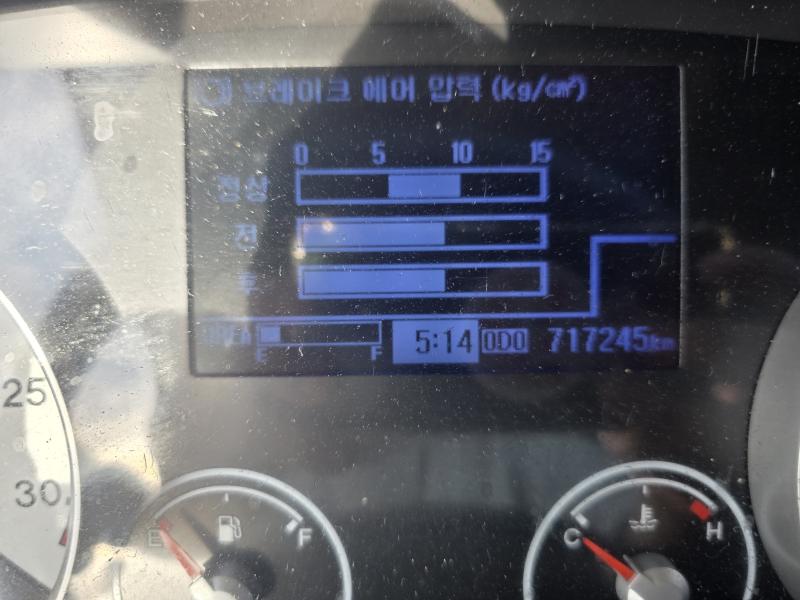 브레이크 에어 압력 (kg/cm²)
0 5 10 15
정상
전
후
E F
5:14 ODO 717245km
25
30
E F
C H